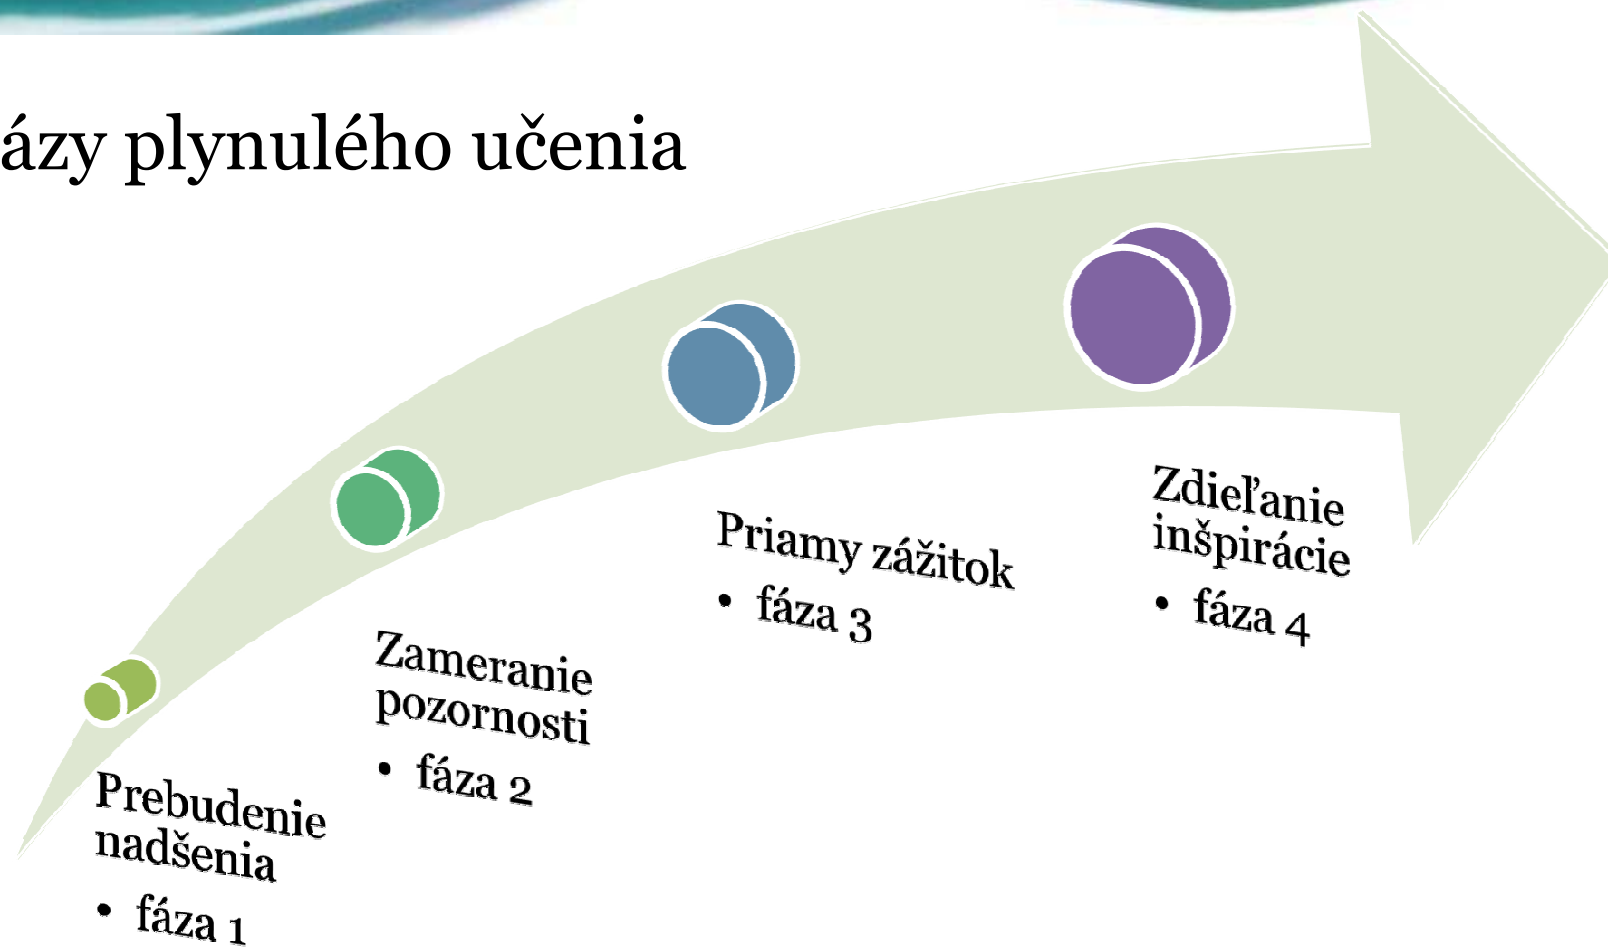 ázy plynulého učenia
Prebudenie
nadšenia
• fáza 1
Zameranie
pozornosti
• fáza 2
Priamy zážitok
• fáza 3
Zdieľanie
inšpirácie
• fáza 4